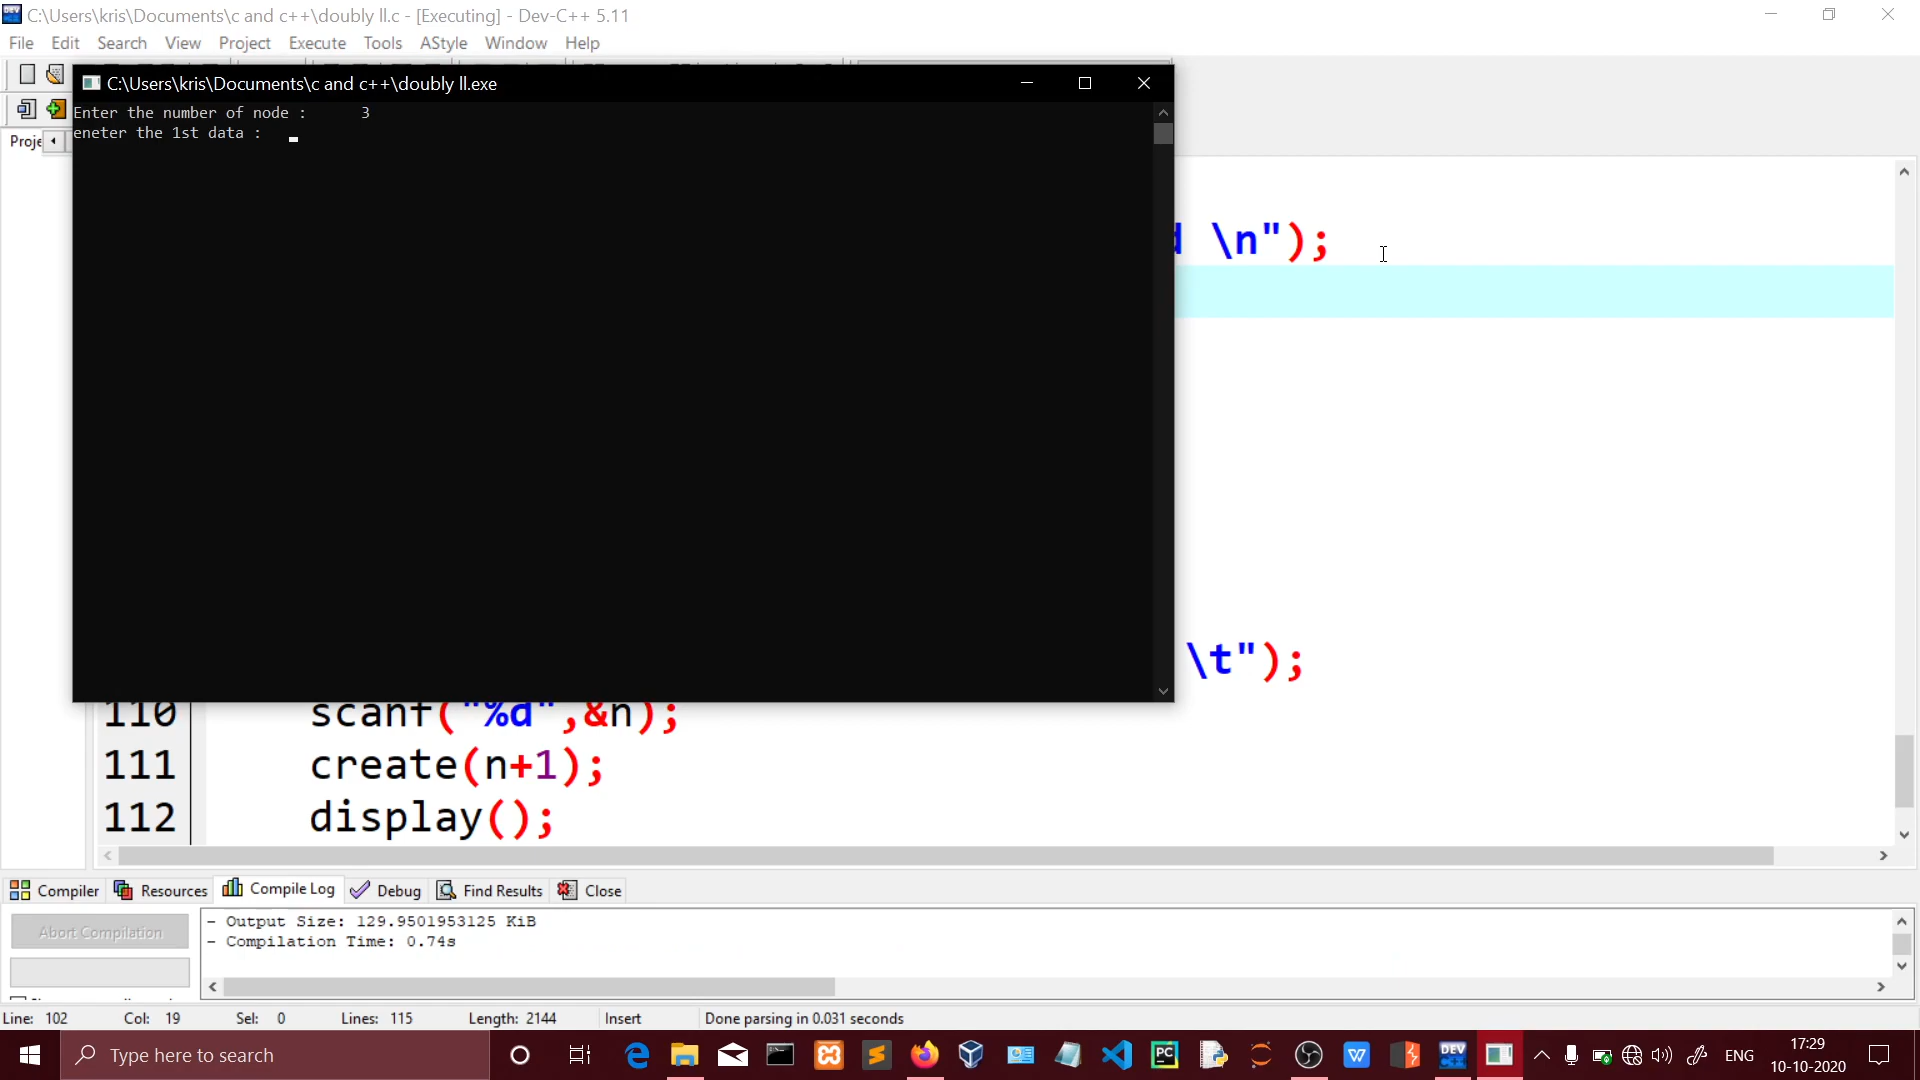 C:\Users\kris\Documents\c and c++\doubly ll.c - [Executing] - Dev-C++ 5.11
File Edit Search View Project Execute Tools AStyle Window Help
C:\Users\kris\Documents\c and c++\doubly ll.exe
Enter the number of node : 3
eneter the 1st data :
Proje
\n");
\t");
110 scanf("%d",&n);
111 create(n+1);
112 display();
Compiler Resources Compile Log Debug Find Results Close
Abort Compilation
- Output Size: 129.9501953125 KiB
- Compilation Time: 0.74s
Line: 102 Col: 19 Sel: 0 Lines: 115 Length: 2144 Insert Done parsing in 0.031 seconds
Type here to search
DEV
PC
W
ENG
17:29
10-10-2020